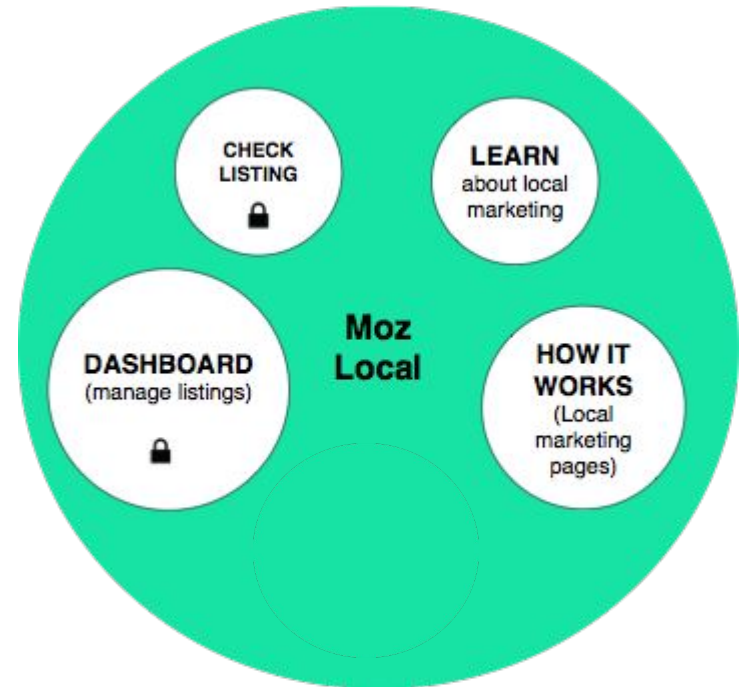 CHECK
LISTING
LEARN
about local
marketing
Moz
Local
DASHBOARD
(manage listings)
HOW IT
WORKS
(Local
marketing
pages)